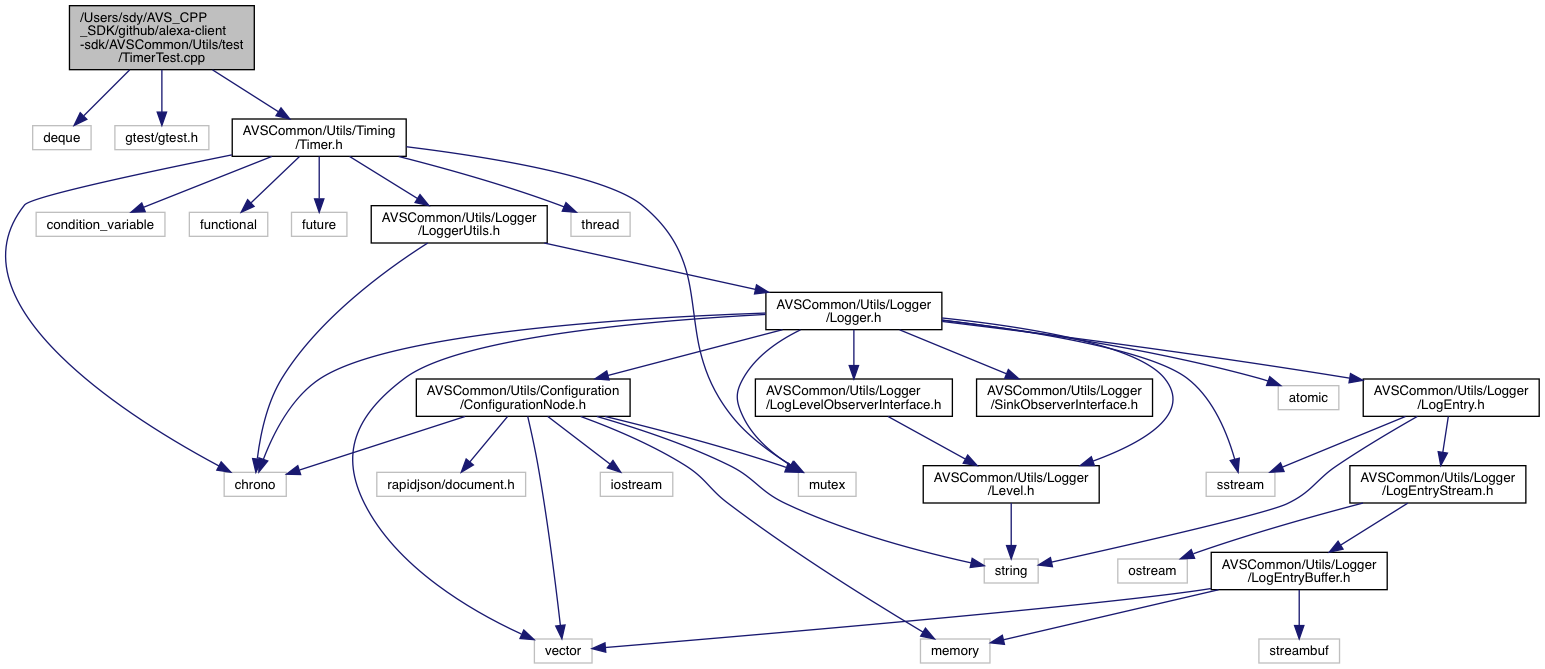 /Users/sdy/AVS_CPP
_SDK/github/alexa-client
-sdk/AVSCommon/Utils/test
/TimerTest.cpp
deque
gtest/gtest.h
AVSCommon/Utils/Timing
/Timer.h
condition_variable
functional
future
AVSCommon/Utils/Logger
/LoggerUtils.h
thread
AVSCommon/Utils/Logger
/Logger.h
AVSCommon/Utils/Configuration
/ConfigurationNode.h
AVSCommon/Utils/Logger
/LogLevelObserverInterface.h
AVSCommon/Utils/Logger
/SinkObserverInterface.h
atomic
AVSCommon/Utils/Logger
/LogEntry.h
chrono
rapidjson/document.h
iostream
mutex
AVSCommon/Utils/Logger
/Level.h
sstream
AVSCommon/Utils/Logger
/LogEntryStream.h
string
ostream
AVSCommon/Utils/Logger
/LogEntryBuffer.h
vector
memory
streambuf